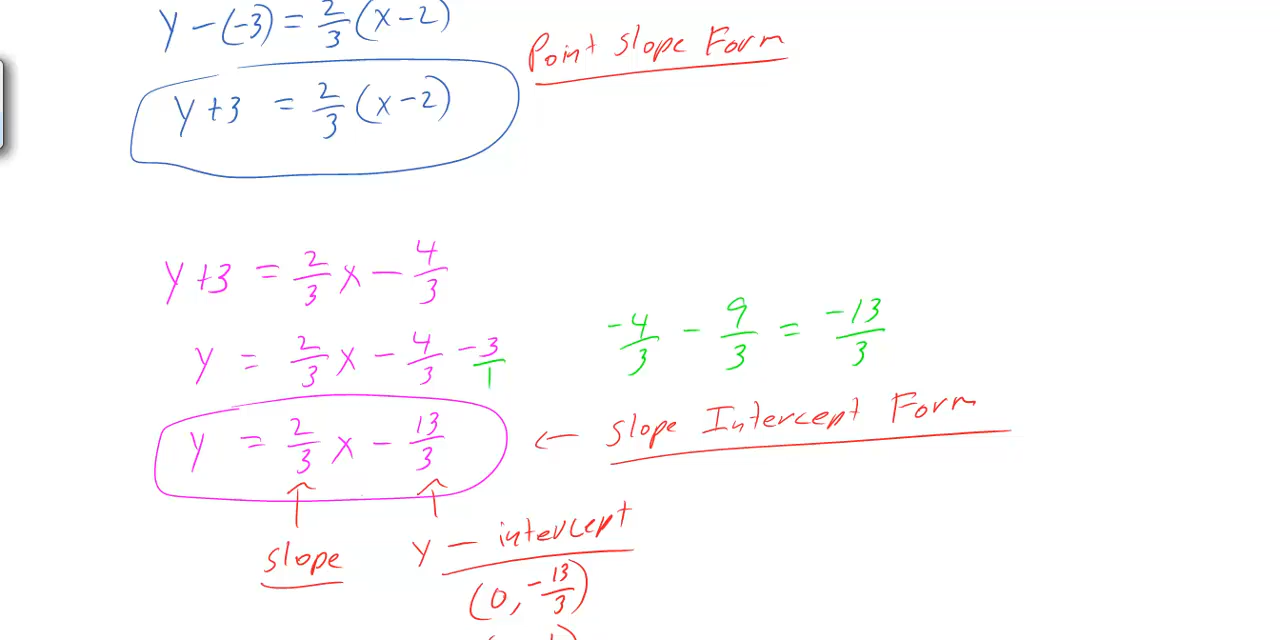 y - (-3) = 2/3 (x - 2)
Point Slope Form
y + 3 = 2/3 (x - 2)
y + 3 = 2/3 x - 4/3
y = 2/3 x - 4/3 - 3/1
-4/3 - 9/3 = -13/3
y = 2/3 x - 13/3
← Slope Intercept Form
slope
y - intercept
(0, -13/3)